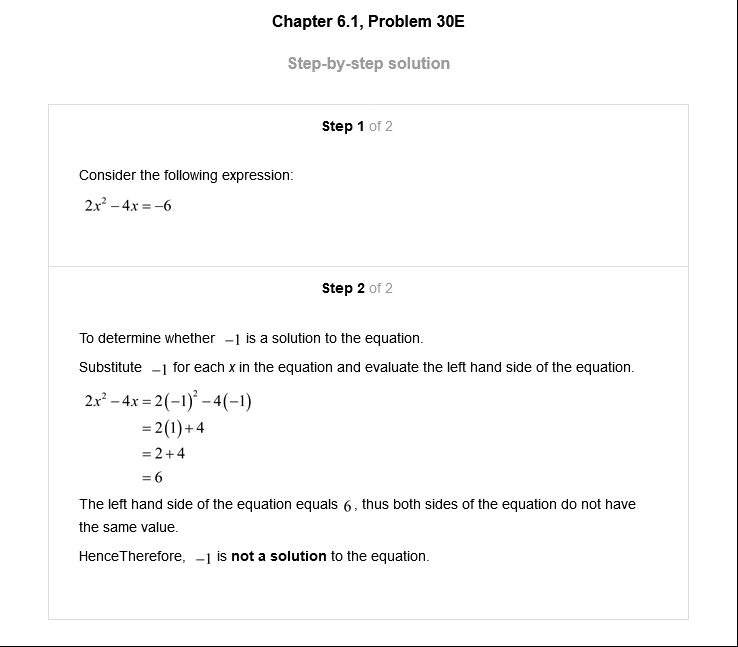 Chapter 6.1, Problem 30E
Step-by-step solution
Step 1 of 2
Consider the following expression:
2x² – 4x = –6
Step 2 of 2
To determine whether –1 is a solution to the equation.
Substitute –1 for each x in the equation and evaluate the left hand side of the equation.
2x² – 4x = 2(–1)² – 4(–1)
= 2(1) + 4
= 2 + 4
= 6
The left hand side of the equation equals 6, thus both sides of the equation do not have
the same value.
HenceTherefore, –1 is not a solution to the equation.